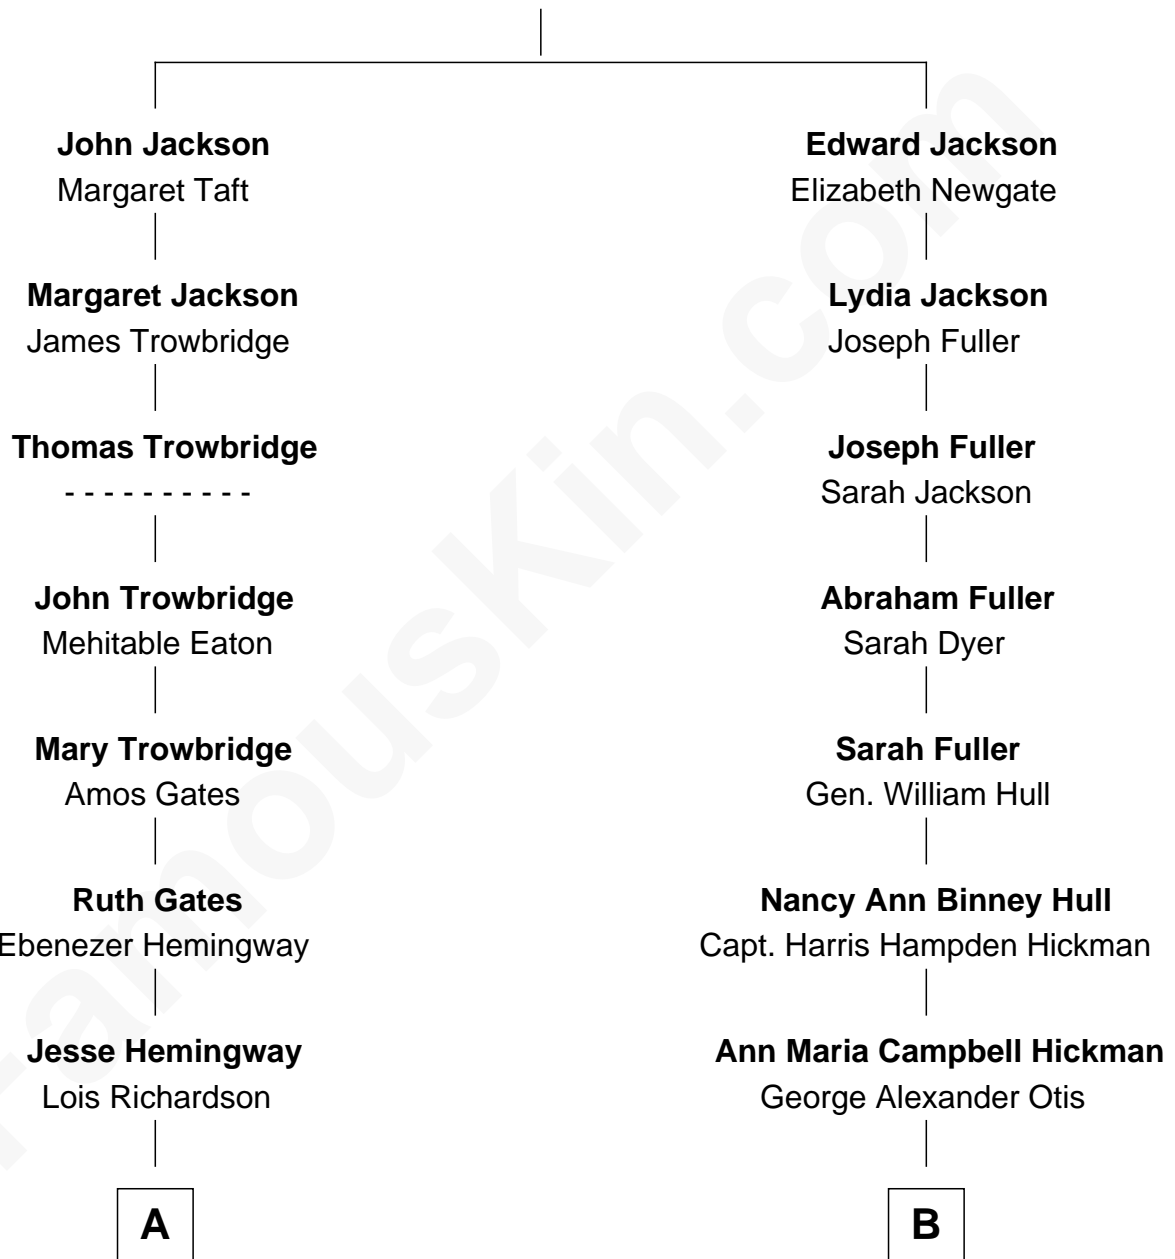 John Jackson
Margaret Taft
Edward Jackson
Elizabeth Newgate
Margaret Jackson
James Trowbridge
Lydia Jackson
Joseph Fuller
Thomas Trowbridge
- - - - - - - - - -
Joseph Fuller
Sarah Jackson
John Trowbridge
Mehitable Eaton
Abraham Fuller
Sarah Dyer
Mary Trowbridge
Amos Gates
Sarah Fuller
Gen. William Hull
Ruth Gates
Ebenezer Hemingway
Nancy Ann Binney Hull
Capt. Harris Hampden Hickman
Jesse Hemingway
Lois Richardson
Ann Maria Campbell Hickman
George Alexander Otis
A
B
FamousKin.com